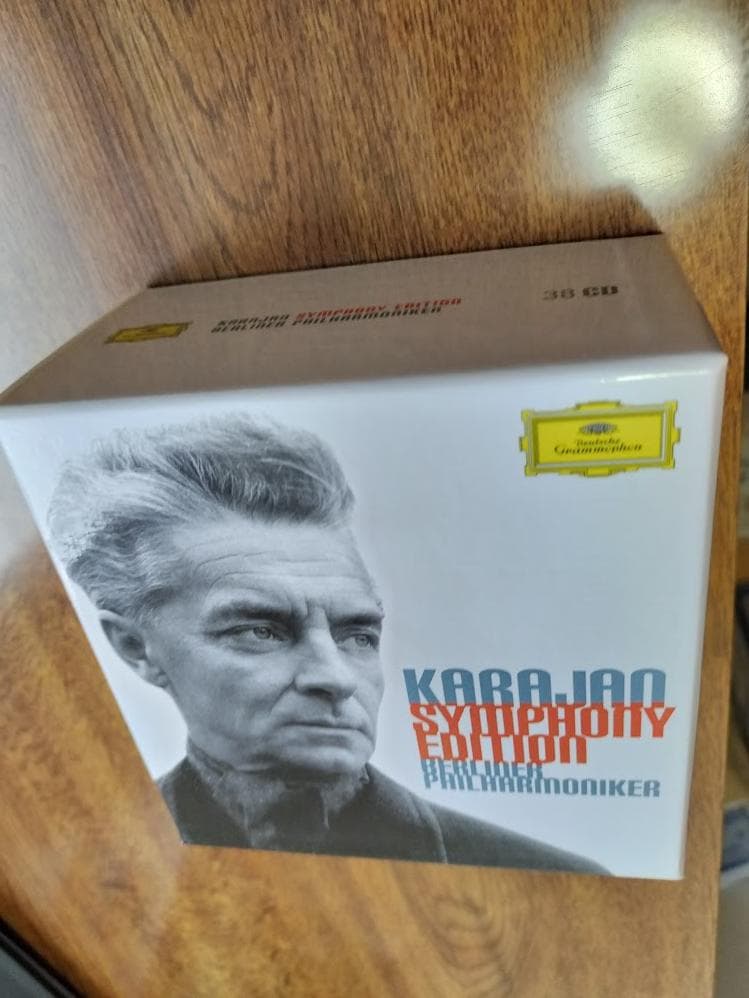 KARAJAN SYMPHONY EDITION
BERLINER PHILHARMONIKER
38 CD
Deutsche
Grammophon
KARAJAN
SYMPHONY
EDITION
BERLINER
PHILHARMONIKER